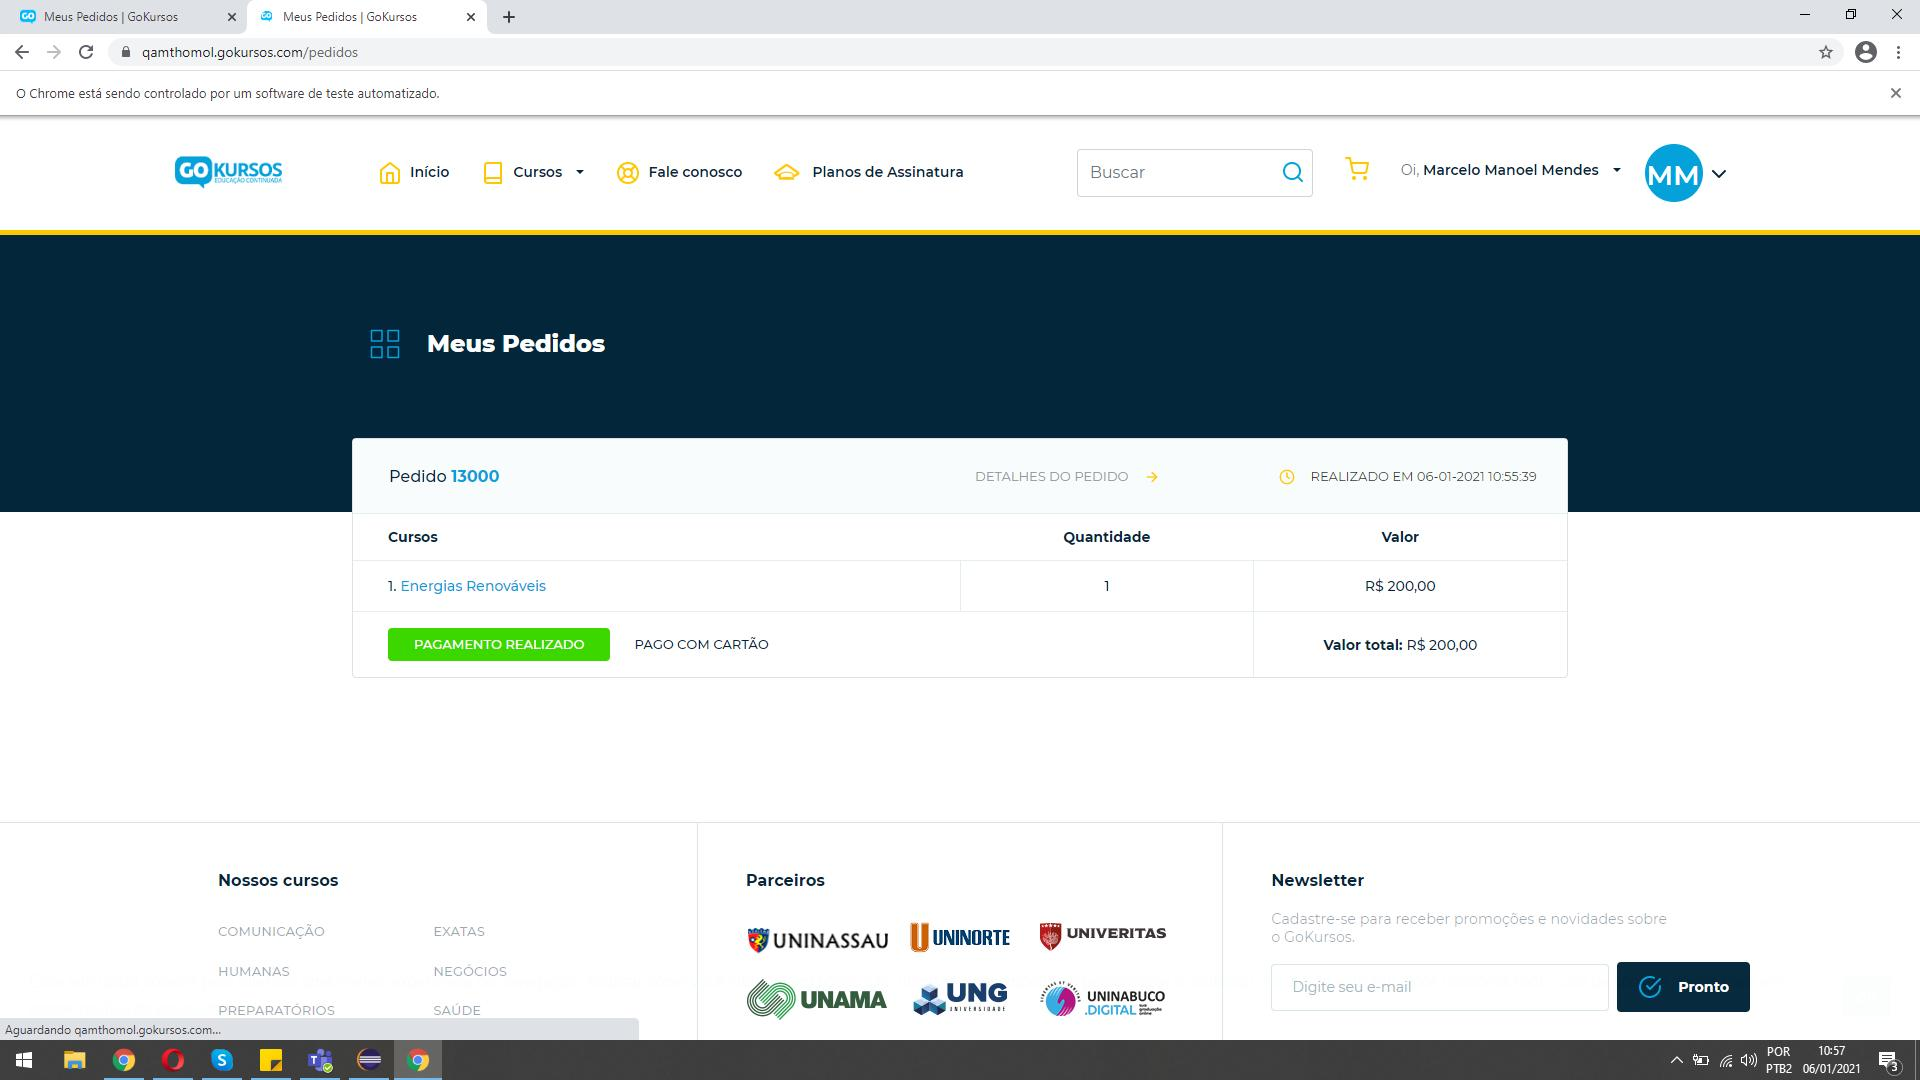 Meus Pedidos | GoKursos
Meus Pedidos | GoKursos
qamthomol.gokursos.com/pedidos
O Chrome está sendo controlado por um software de teste automatizado.
GO KURSOS
EDUCAÇÃO CONTINUADA
Início
Cursos
Fale conosco
Planos de Assinatura
Buscar
Oi, Marcelo Manoel Mendes
MM
Meus Pedidos
Pedido 13000
DETALHES DO PEDIDO
REALIZADO EM 06-01-2021 10:55:39
Cursos
Quantidade
Valor
1. Energias Renováveis
1
R$ 200,00
PAGAMENTO REALIZADO
PAGO COM CARTÃO
Valor total: R$ 200,00
Nossos cursos
COMUNICAÇÃO
EXATAS
HUMANAS
NEGÓCIOS
PREPARATÓRIOS
SAÚDE
Parceiros
UNINASSAU
UNINORTE
UNIVERITAS
UNAMA
UNG
UNIVERSIDADE
UNINABUCO
.DIGITAL
Newsletter
Cadastre-se para receber promoções e novidades sobre
o GoKursos.
Digite seu e-mail
Pronto
Aguardando qamthomol.gokursos.com...
POR
PTB2
10:57
06/01/2021
3